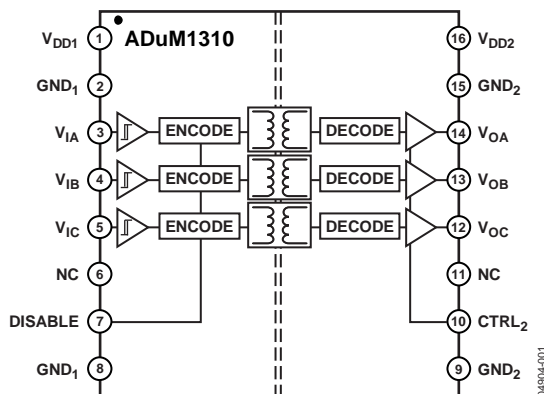 ADuM1310
VDD1 1
16 VDD2
GND1 2
15 GND2
VIA 3 ENCODE DECODE 14 VOA
VIB 4 ENCODE DECODE 13 VOB
VIC 5 ENCODE DECODE 12 VOC
NC 6
11 NC
DISABLE 7
10 CTRL2
GND1 8
9 GND2
04904-001